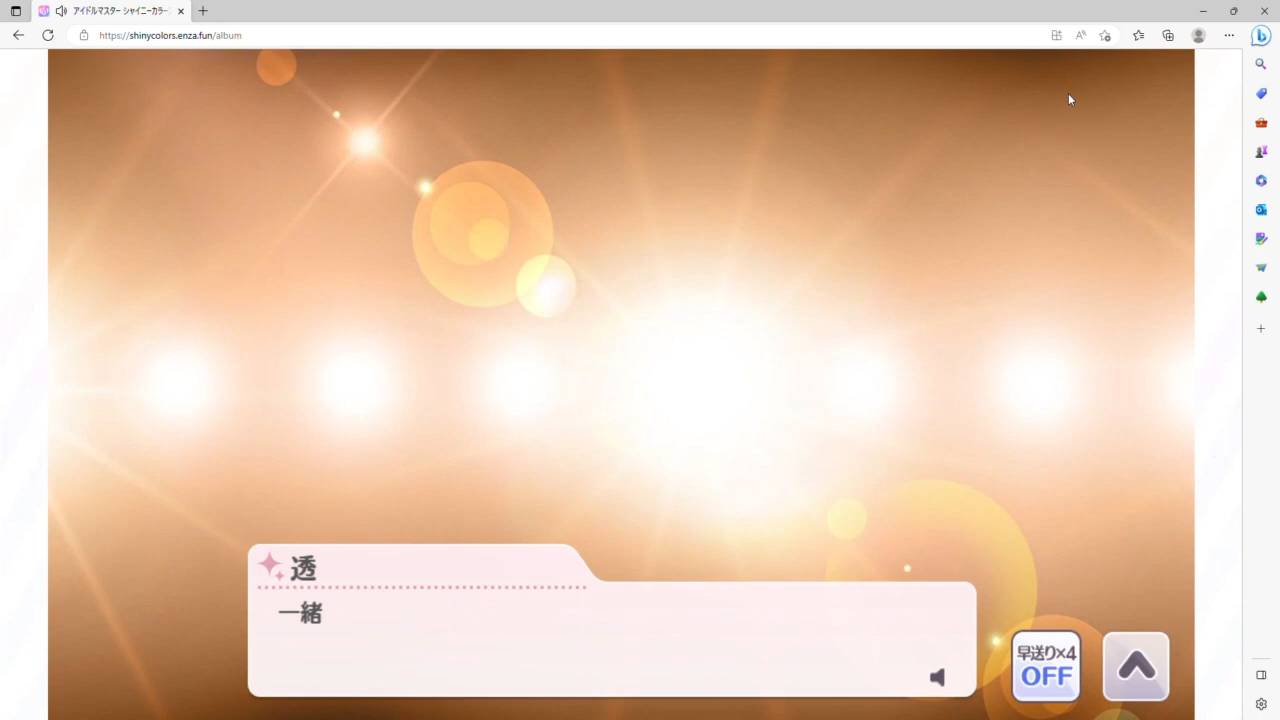 アイドルマスター シャイニーカラー
https://shinycolors.enza.fun/album
透
一緒
早送り×4
OFF